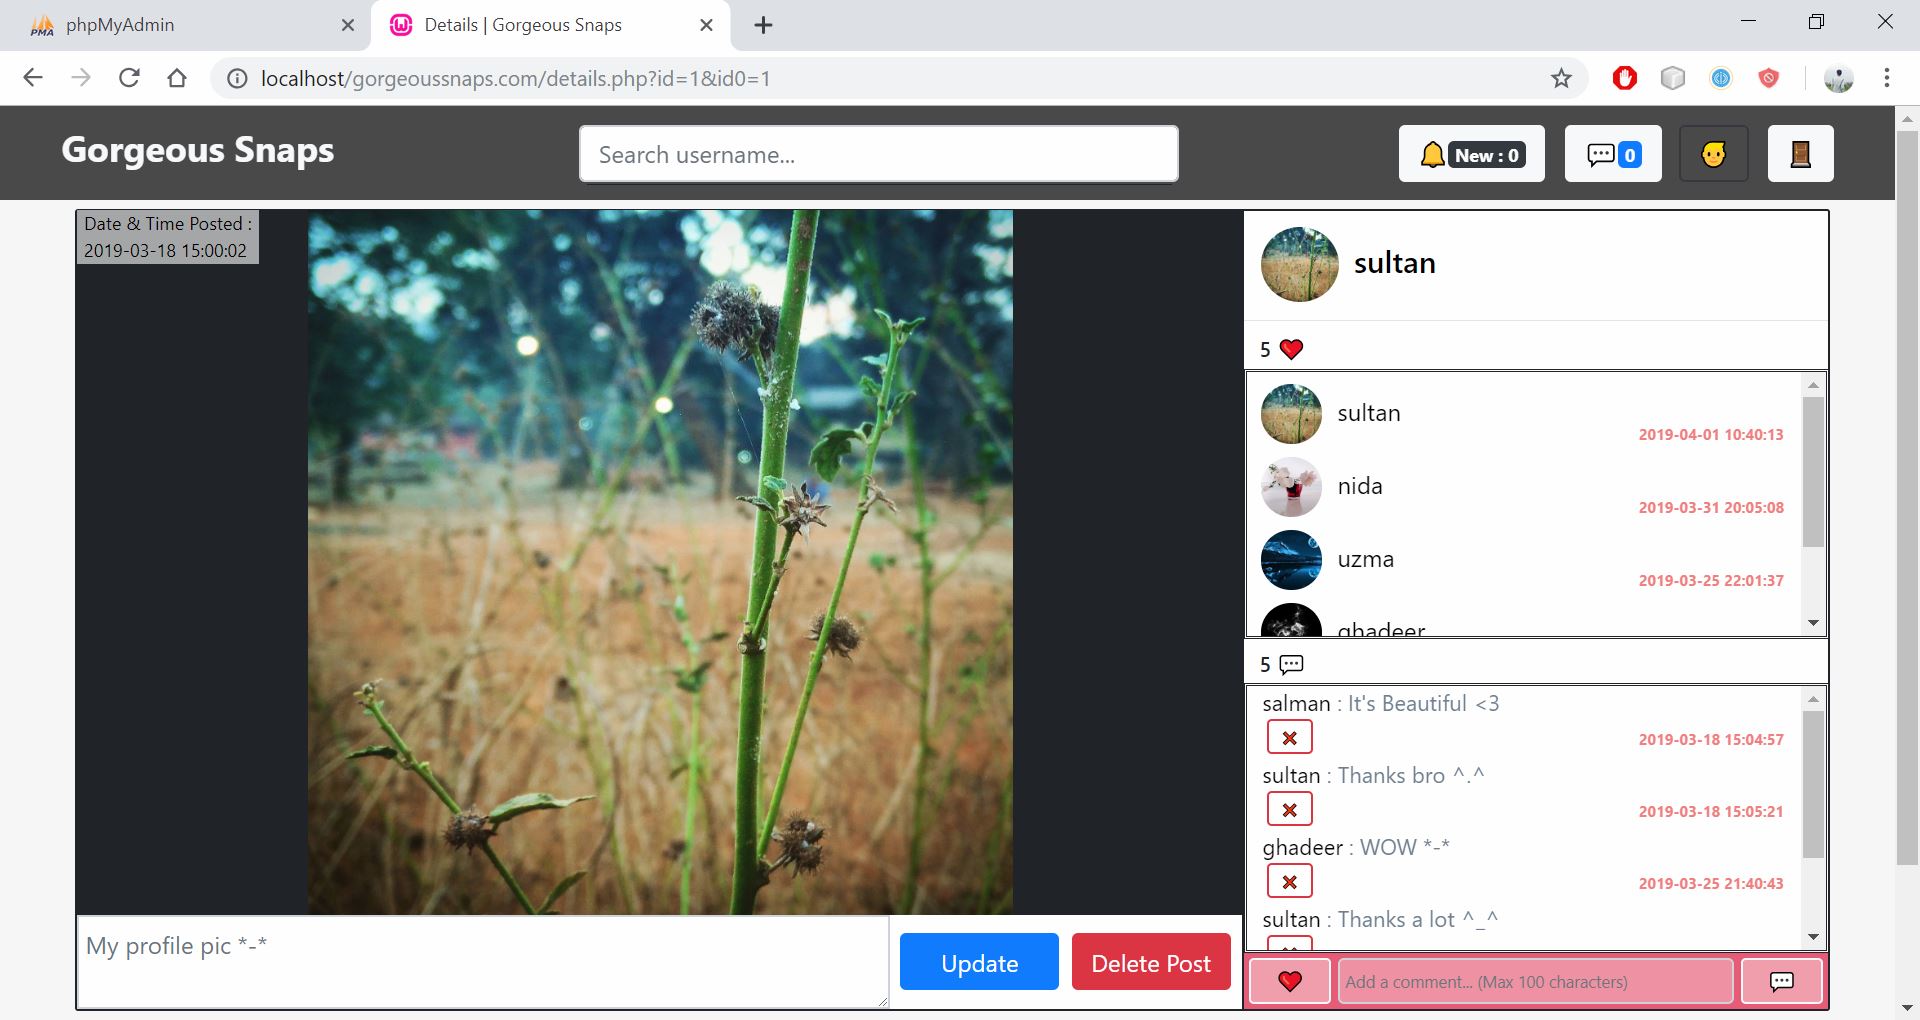 phpMyAdmin
Details | Gorgeous Snaps
localhost/gorgeoussnaps.com/details.php?id=1&id0=1
Gorgeous Snaps
Search username...
New : 0
0
Date & Time Posted :
2019-03-18 15:00:02
sultan
5
sultan
2019-04-01 10:40:13
nida
2019-03-31 20:05:08
uzma
2019-03-25 22:01:37
ghadeer
5
salman : It's Beautiful <3
2019-03-18 15:04:57
sultan : Thanks bro ^.^
2019-03-18 15:05:21
ghadeer : WOW *-*
2019-03-25 21:40:43
sultan : Thanks a lot ^_^
My profile pic *-*
Update
Delete Post
Add a comment... (Max 100 characters)